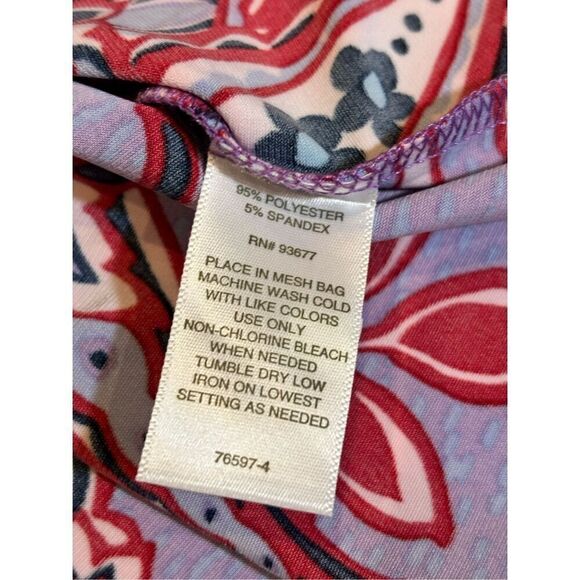 95% POLYESTER
5% SPANDEX
RN# 93677
PLACE IN MESH BAG
MACHINE WASH COLD
WITH LIKE COLORS
USE ONLY
NON-CHLORINE BLEACH
WHEN NEEDED
TUMBLE DRY LOW
IRON ON LOWEST
SETTING AS NEEDED
76597-4